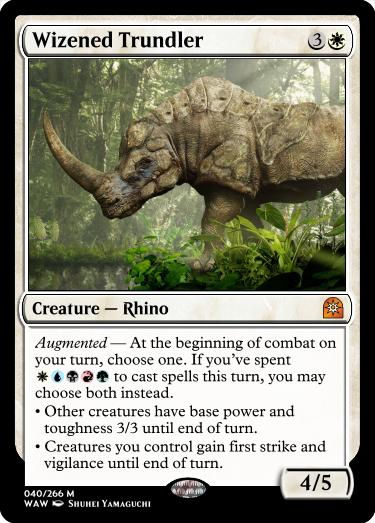 Wizened Trundler 3
Creature — Rhino
Augmented — At the beginning of combat on
your turn, choose one. If you've spent
to cast spells this turn, you may
choose both instead.
• Other creatures have base power and
toughness 3/3 until end of turn.
• Creatures you control gain first strike and
vigilance until end of turn.
4/5
040/266 M
WAW • Shuhei Yamaguchi